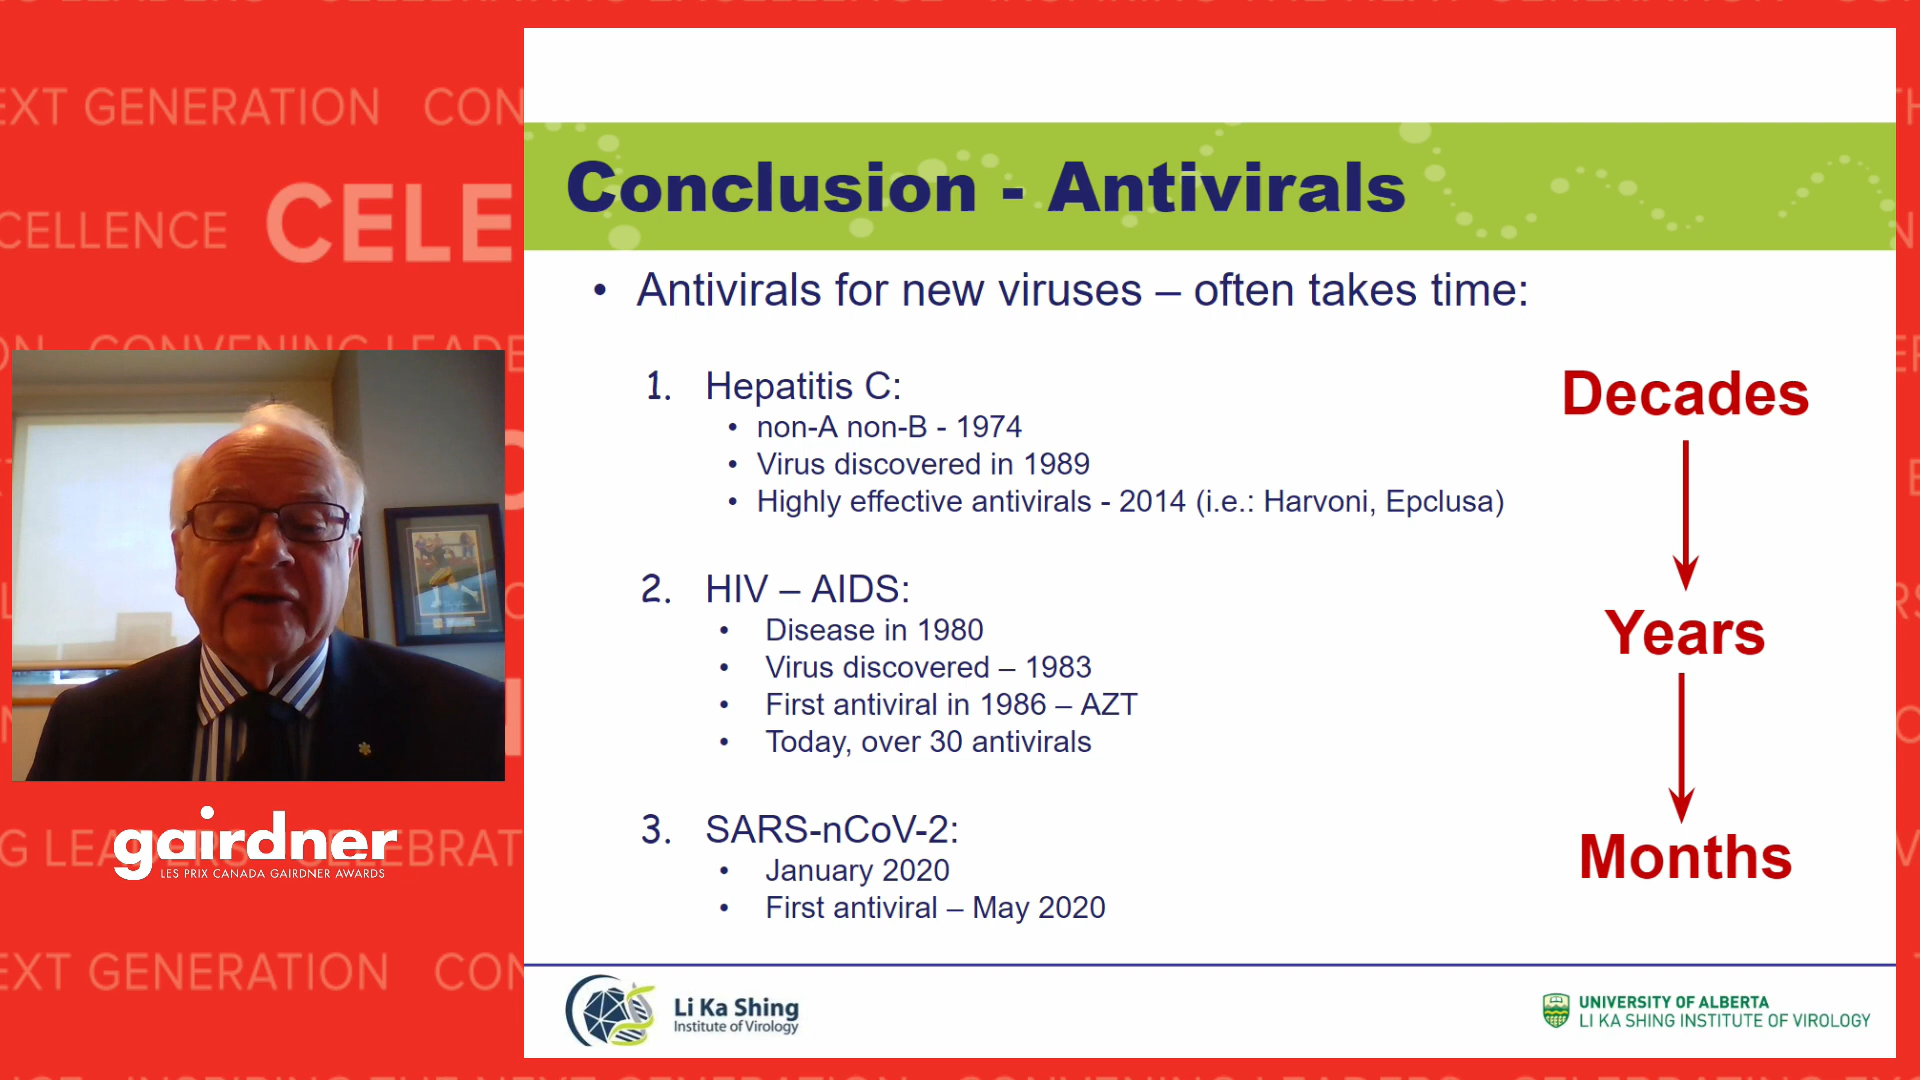 EXT GENERATION CON
CELLENCE CELE
CONVENING LEADE
gairdner
LES PRIX CANADA GAIRDNER AWARDS
EXT GENERATION CON
Conclusion - Antivirals
• Antivirals for new viruses – often takes time:
1. Hepatitis C:
• non-A non-B - 1974
• Virus discovered in 1989
• Highly effective antivirals - 2014 (i.e.: Harvoni, Epclusa)
2. HIV – AIDS:
• Disease in 1980
• Virus discovered – 1983
• First antiviral in 1986 – AZT
• Today, over 30 antivirals
3. SARS-nCoV-2:
• January 2020
• First antiviral – May 2020
Decades
Years
Months
Li Ka Shing
Institute of Virology
UNIVERSITY OF ALBERTA
LI KA SHING INSTITUTE OF VIROLOGY